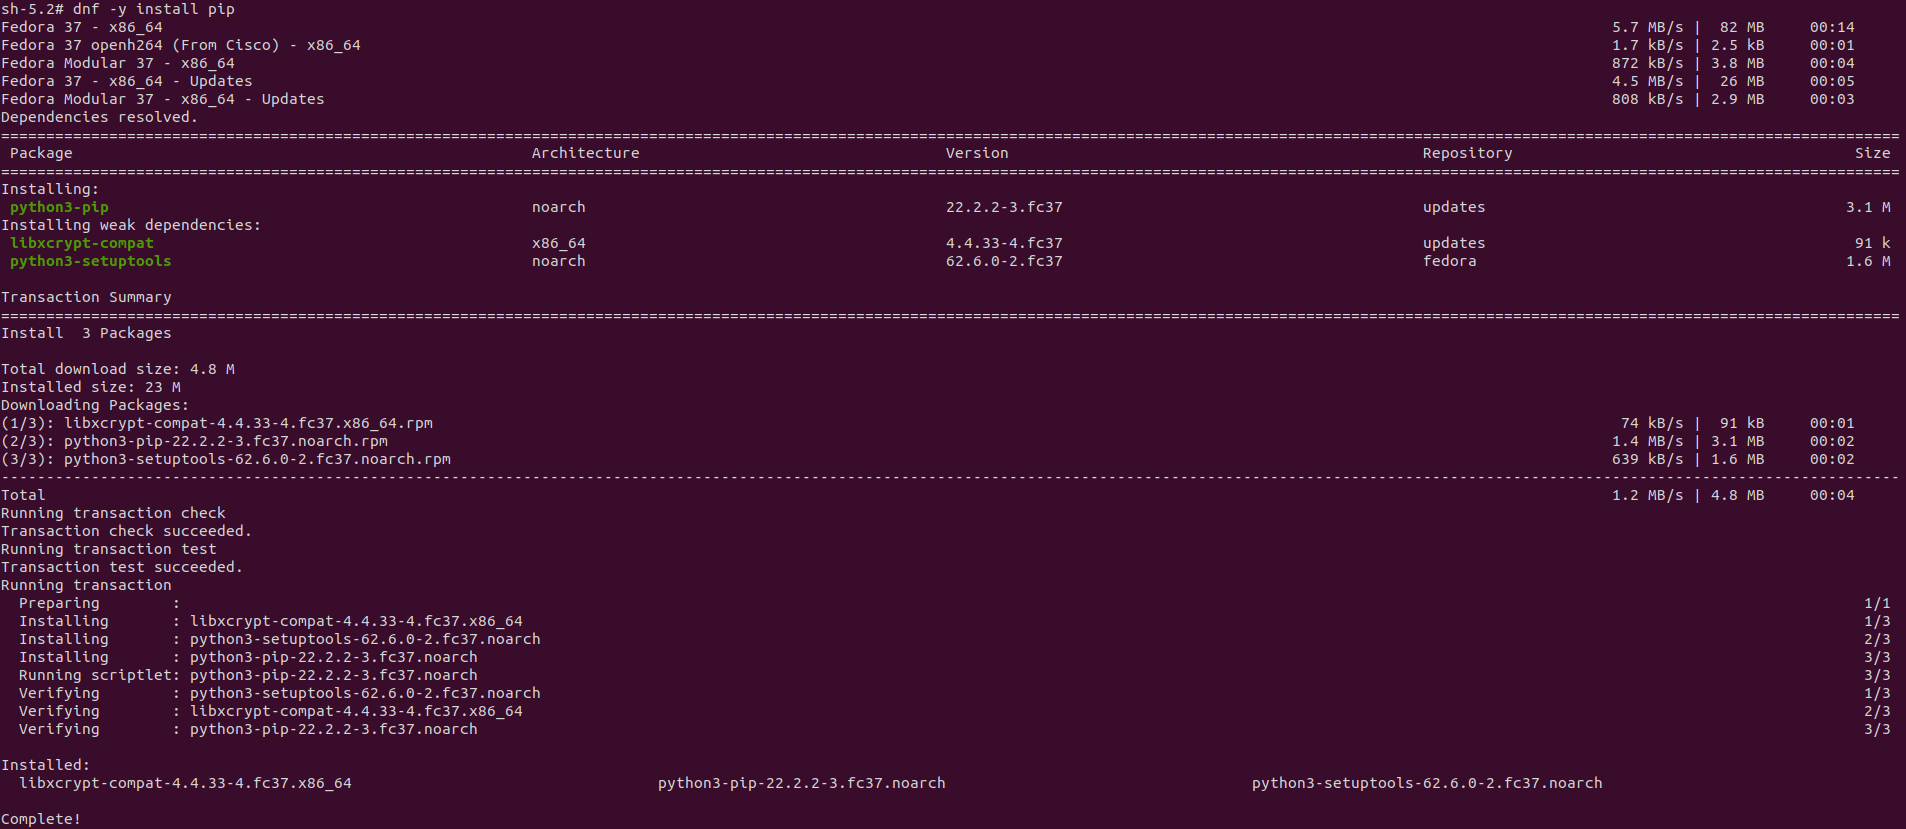 sh-5.2# dnf -y install pip
Fedora 37 - x86_64 5.7 MB/s | 82 MB 00:14
Fedora 37 openh264 (From Cisco) - x86_64 1.7 kB/s | 2.5 kB 00:01
Fedora Modular 37 - x86_64 872 kB/s | 3.8 MB 00:04
Fedora 37 - x86_64 - Updates 4.5 MB/s | 26 MB 00:05
Fedora Modular 37 - x86_64 - Updates 808 kB/s | 2.9 MB 00:03
Dependencies resolved.
Package Architecture Version Repository Size
Installing:
python3-pip noarch 22.2.2-3.fc37 updates 3.1 M
Installing weak dependencies:
libxcrypt-compat x86_64 4.4.33-4.fc37 updates 91 k
python3-setuptools noarch 62.6.0-2.fc37 fedora 1.6 M
Transaction Summary
Install 3 Packages
Total download size: 4.8 M
Installed size: 23 M
Downloading Packages:
(1/3): libxcrypt-compat-4.4.33-4.fc37.x86_64.rpm 74 kB/s | 91 kB 00:01
(2/3): python3-pip-22.2.2-3.fc37.noarch.rpm 1.4 MB/s | 3.1 MB 00:02
(3/3): python3-setuptools-62.6.0-2.fc37.noarch.rpm 639 kB/s | 1.6 MB 00:02
Total 1.2 MB/s | 4.8 MB 00:04
Running transaction check
Transaction check succeeded.
Running transaction test
Transaction test succeeded.
Running transaction
Preparing : 1/1
Installing : libxcrypt-compat-4.4.33-4.fc37.x86_64 1/3
Installing : python3-setuptools-62.6.0-2.fc37.noarch 2/3
Installing : python3-pip-22.2.2-3.fc37.noarch 3/3
Running scriptlet: python3-pip-22.2.2-3.fc37.noarch 3/3
Verifying : python3-setuptools-62.6.0-2.fc37.noarch 1/3
Verifying : libxcrypt-compat-4.4.33-4.fc37.x86_64 2/3
Verifying : python3-pip-22.2.2-3.fc37.noarch 3/3
Installed:
libxcrypt-compat-4.4.33-4.fc37.x86_64 python3-pip-22.2.2-3.fc37.noarch python3-setuptools-62.6.0-2.fc37.noarch
Complete!